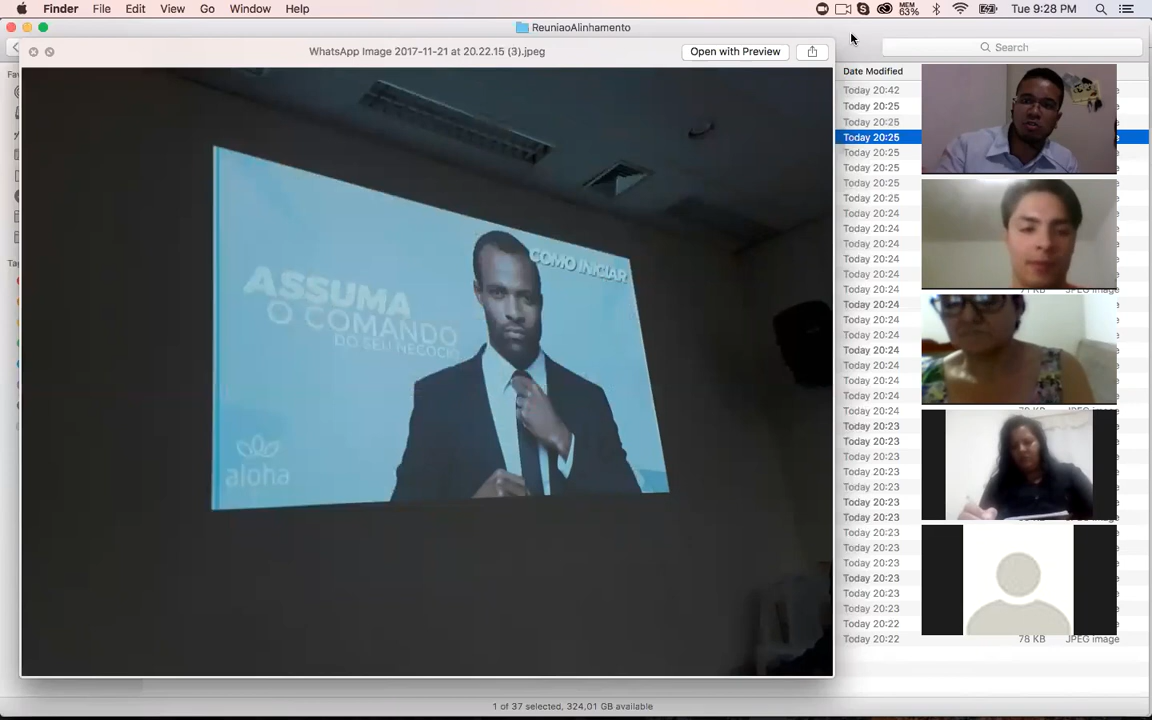 Finder File Edit View Go Window Help MEM 63% Tue 9:28 PM
ReuniaoAlinhamento
WhatsApp Image 2017-11-21 at 20.22.15 (3).jpeg Open with Preview Search
Date Modified
Today 20:42
Today 20:25
Today 20:25
Today 20:25
Today 20:25
Today 20:25
Today 20:25
Today 20:25
Today 20:24
Today 20:24
Today 20:24
Today 20:24
Today 20:24
Today 20:24 JPEG image
Today 20:24
Today 20:24
Today 20:24
Today 20:24
Today 20:24
Today 20:24
Today 20:24
Today 20:24 JPEG image
Today 20:23
Today 20:23
Today 20:23
Today 20:23
Today 20:23
Today 20:23
Today 20:23
Today 20:23
Today 20:23
Today 20:23
Today 20:23
Today 20:23
Today 20:23
Today 20:22
Today 20:22 78 KB JPEG image
COMO INICIAR
ASSUMA
O COMANDO
DO SEU NEGÓCIO
aloha
1 of 37 selected, 324,01 GB available